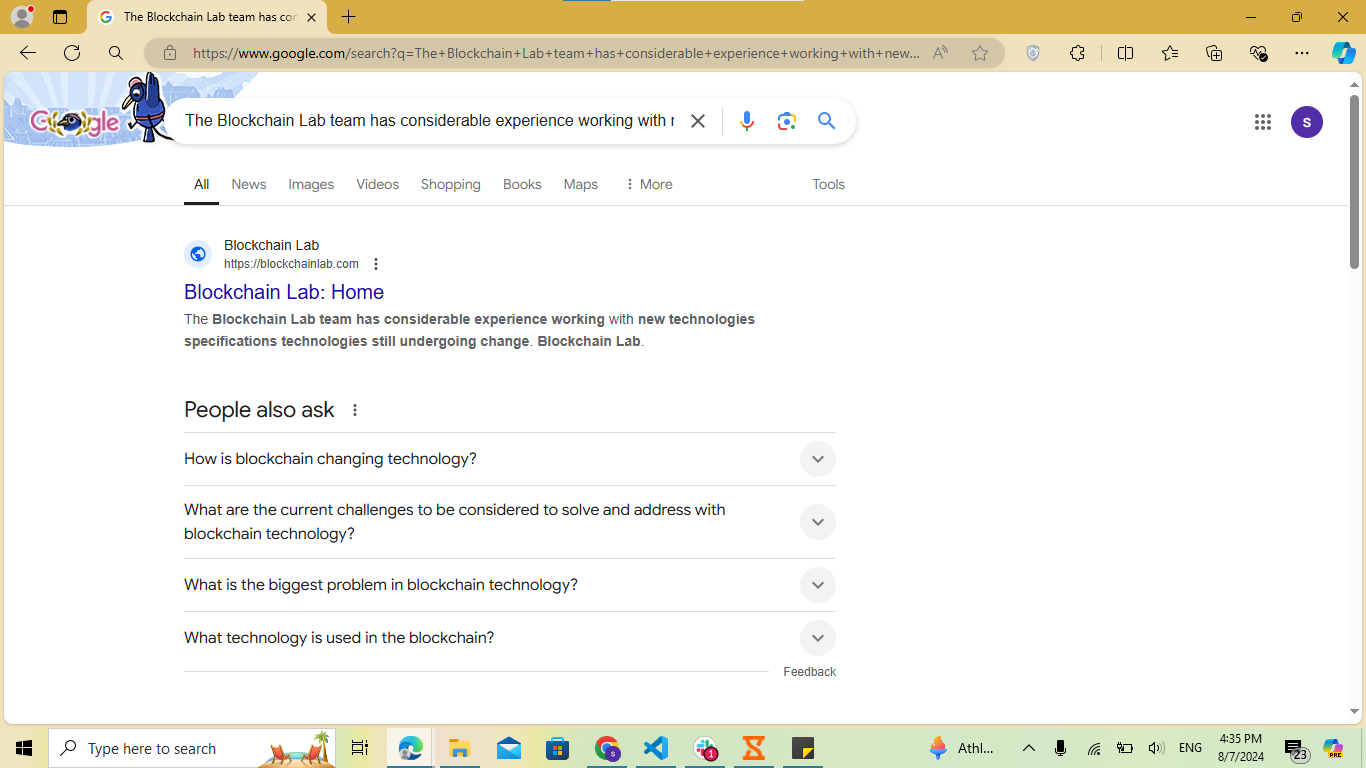 The Blockchain Lab team has con
https://www.google.com/search?q=The+Blockchain+Lab+team+has+considerable+experience+working+with+new...
Google
The Blockchain Lab team has considerable experience working with n
S
All News Images Videos Shopping Books Maps More Tools
Blockchain Lab
https://blockchainlab.com
Blockchain Lab: Home
The Blockchain Lab team has considerable experience working with new technologies
specifications technologies still undergoing change. Blockchain Lab.
People also ask
How is blockchain changing technology?
What are the current challenges to be considered to solve and address with
blockchain technology?
What is the biggest problem in blockchain technology?
What technology is used in the blockchain?
Feedback
Type here to search
S
1
Athl...
ENG
4:35 PM
8/7/2024
23
PRE